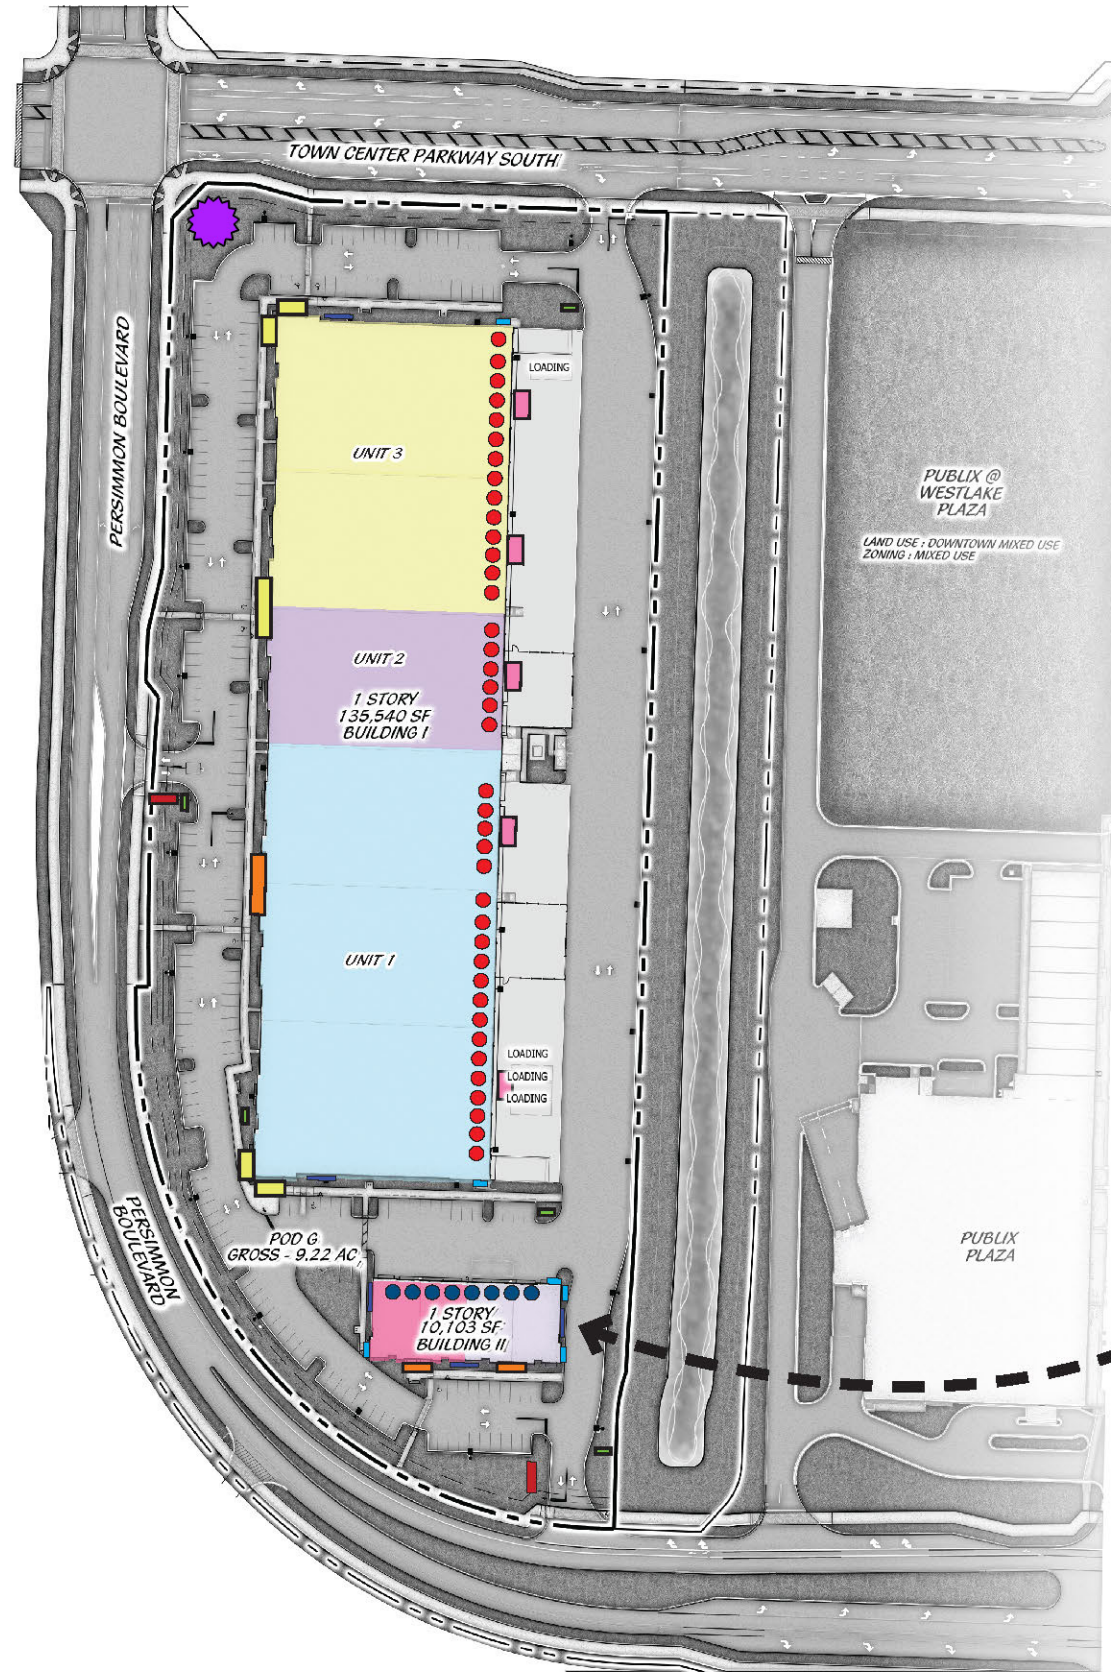 TOWN CENTER PARKWAY SOUTH
PERSIMMON BOULEVARD
LOADING
UNIT 3
PUBLIX @
WESTLAKE
PLAZA
LAND USE : DOWNTOWN MIXED USE
ZONING : MIXED USE
UNIT 2
1 STORY
135,540 SF
BUILDING I
UNIT 1
LOADING
LOADING
LOADING
PERSIMMON
BOULEVARD
POD G
GROSS - 9.22 AC
PUBLIX
PLAZA
1 STORY
10,103 SF
BUILDING II